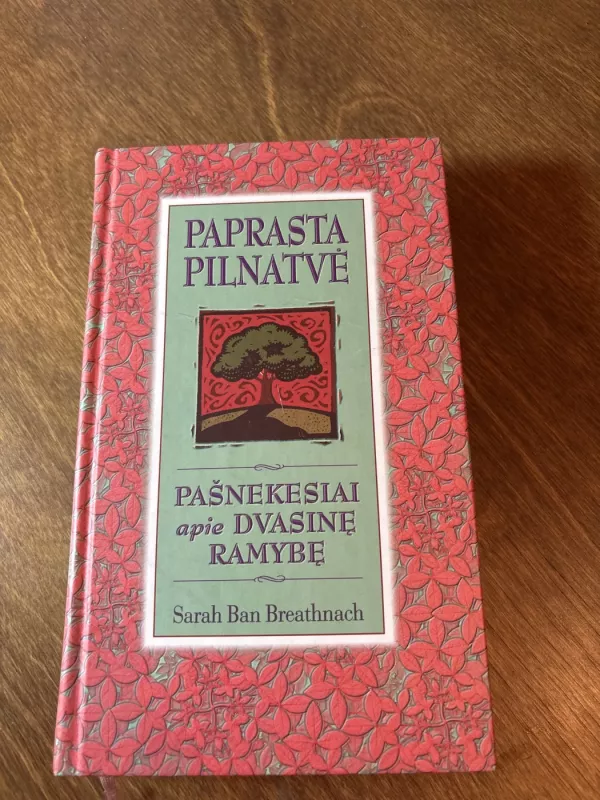 PAPRASTA
PILNATVĖ
PAŠNEKESIAI
apie DVASINĘ
RAMYBĘ
Sarah Ban Breathnach